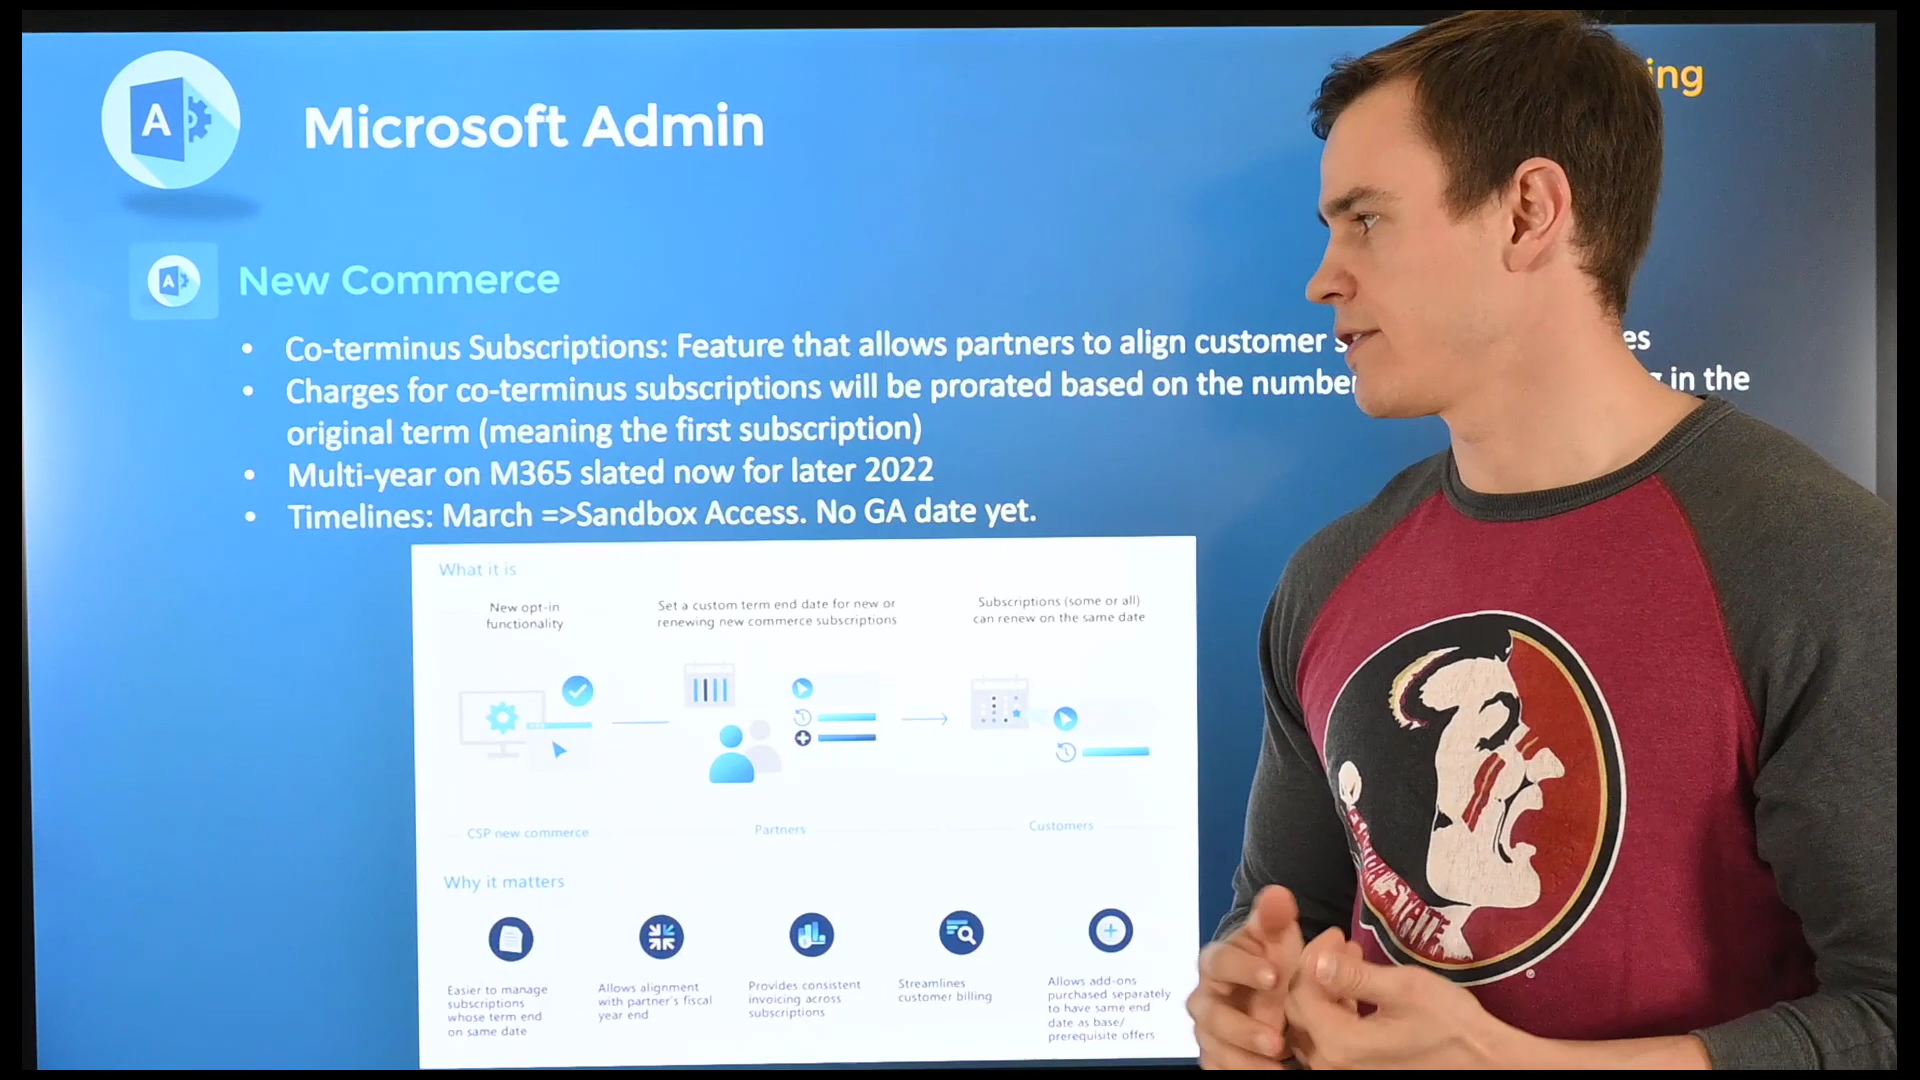 ing
A
Microsoft Admin
A
New Commerce
• Co-terminus Subscriptions: Feature that allows partners to align customer s es
• Charges for co-terminus subscriptions will be prorated based on the number in the
original term (meaning the first subscription)
• Multi-year on M365 slated now for later 2022
• Timelines: March =>Sandbox Access. No GA date yet.
What it is
New opt-in
functionality
Set a custom term end date for new or
renewing new commerce subscriptions
Subscriptions (some or all)
can renew on the same date
CSP new commerce
Partners
Customers
Why it matters
Easier to manage
subscriptions
whose term end
on same date
Allows alignment
with partner's fiscal
year end
Provides consistent
invoicing across
subscriptions
Streamlines
customer billing
Allows add-ons
purchased separately
to have same end
date as base/
prerequisite offers
STATE